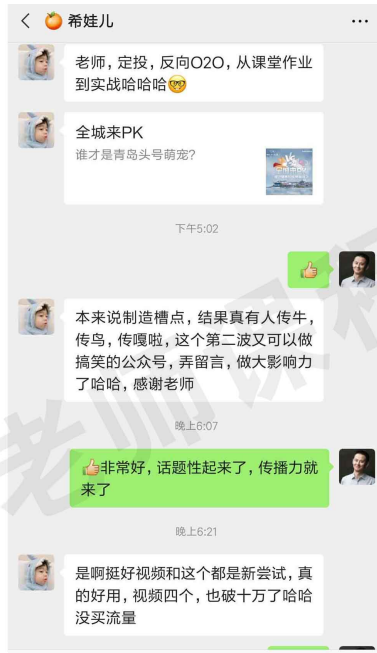 希娃儿
老师，定投，反向O2O，从课堂作业
到实战哈哈哈🤓
全城来PK
谁才是青岛头号萌宠？
下午5:02
👍
本来说制造槽点，结果真有人传牛，
传鸟，传嘎啦，这个第二波又可以做
搞笑的公众号，弄留言，做大影响力
了哈哈，感谢老师
晚上6:07
👍非常好，话题性起来了，传播力就
来了
晚上6:21
是啊挺好视频和这个都是新尝试，真
的好用，视频四个，也破十万了哈哈
没买流量
老师课程